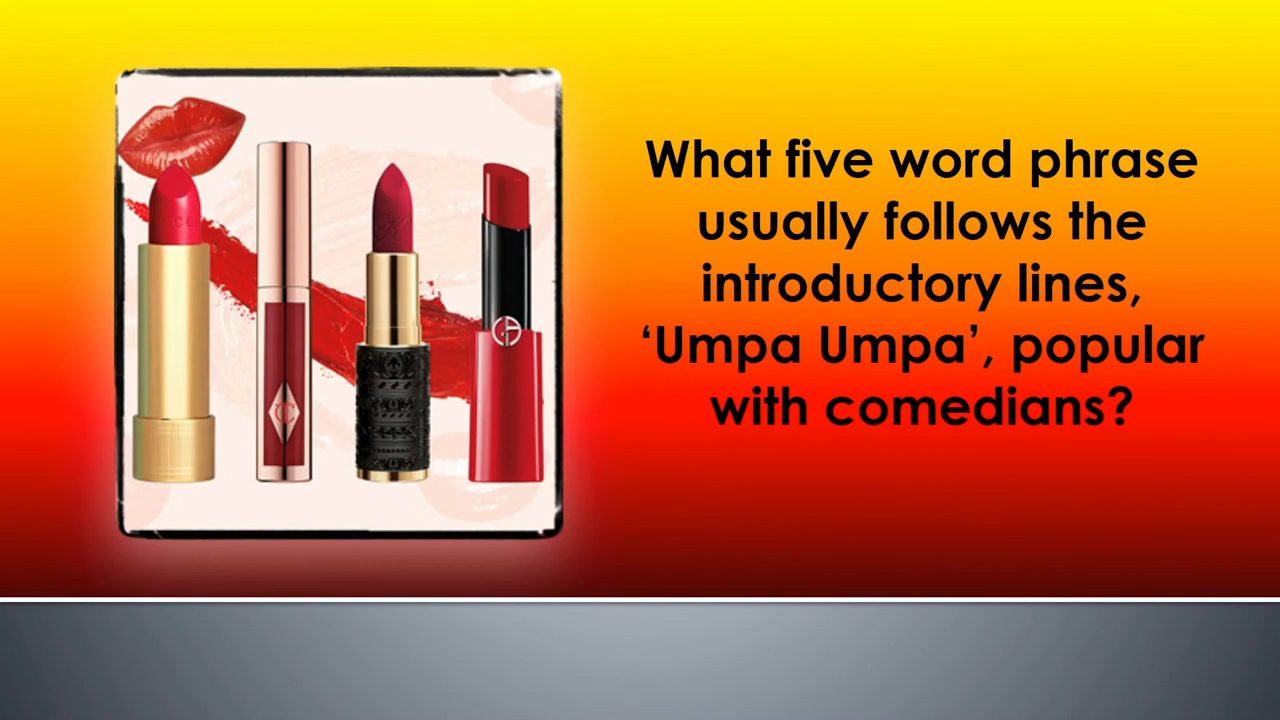 What five word phrase
usually follows the
introductory lines,
‘Umpa Umpa’, popular
with comedians?